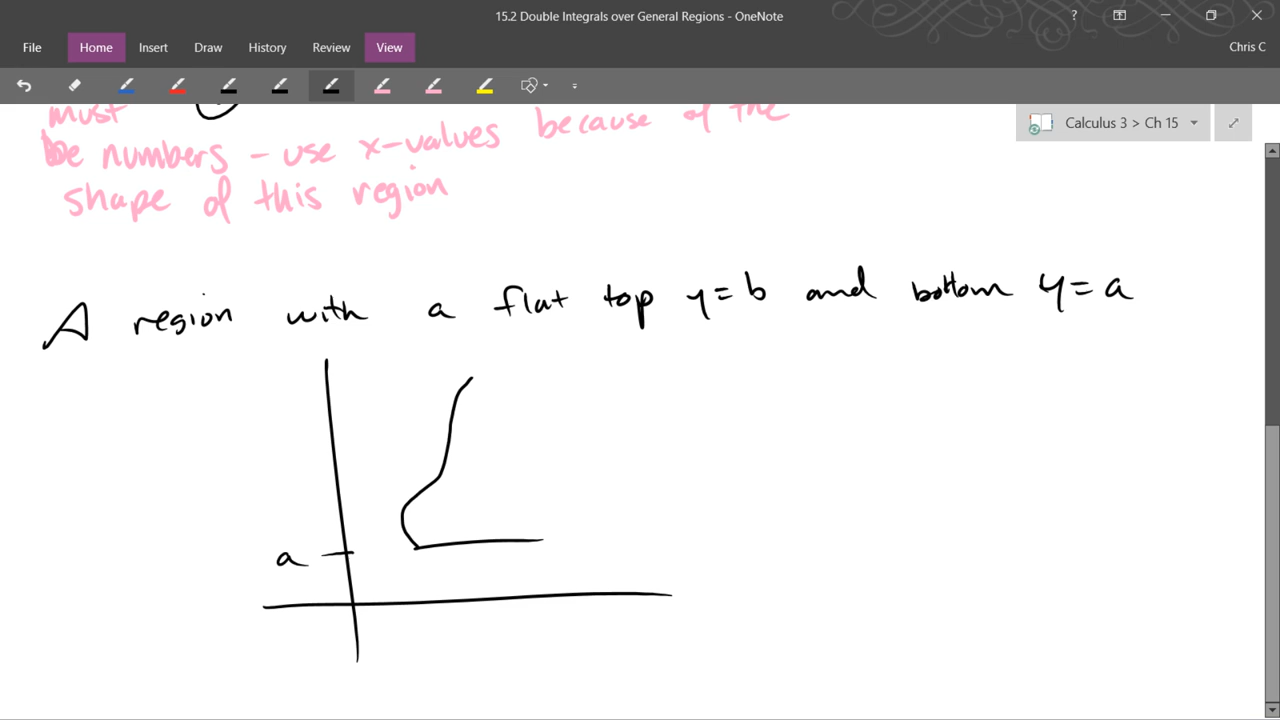 15.2 Double Integrals over General Regions - OneNote
?
File
Home
Insert
Draw
History
Review
View
Chris C
Calculus 3 > Ch 15
must because of the
be numbers - use x-values
shape of this region
A region with a flat top y=b and bottom y=a
a